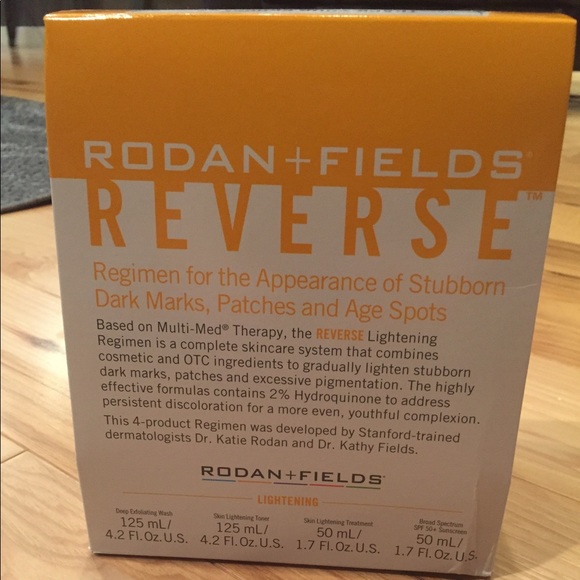 RODAN+FIELDS®
REVERSE™
Regimen for the Appearance of Stubborn
Dark Marks, Patches and Age Spots
Based on Multi-Med® Therapy, the REVERSE Lightening
Regimen is a complete skincare system that combines
cosmetic and OTC ingredients to gradually lighten stubborn
dark marks, patches and excessive pigmentation. The highly
effective formulas contains 2% Hydroquinone to address
persistent discoloration for a more even, youthful complexion.
This 4-product Regimen was developed by Stanford-trained
dermatologists Dr. Katie Rodan and Dr. Kathy Fields.
RODAN+FIELDS®
LIGHTENING
Deep Exfoliating Wash
125 mL/
4.2 Fl. Oz. U.S.
Skin Lightening Toner
125 mL/
4.2 Fl. Oz. U.S.
Skin Lightening Treatment
50 mL/
1.7 Fl. Oz. U.S.
Broad Spectrum
SPF 50+ Sunscreen
50 mL/
1.7 Fl. Oz. U.S.